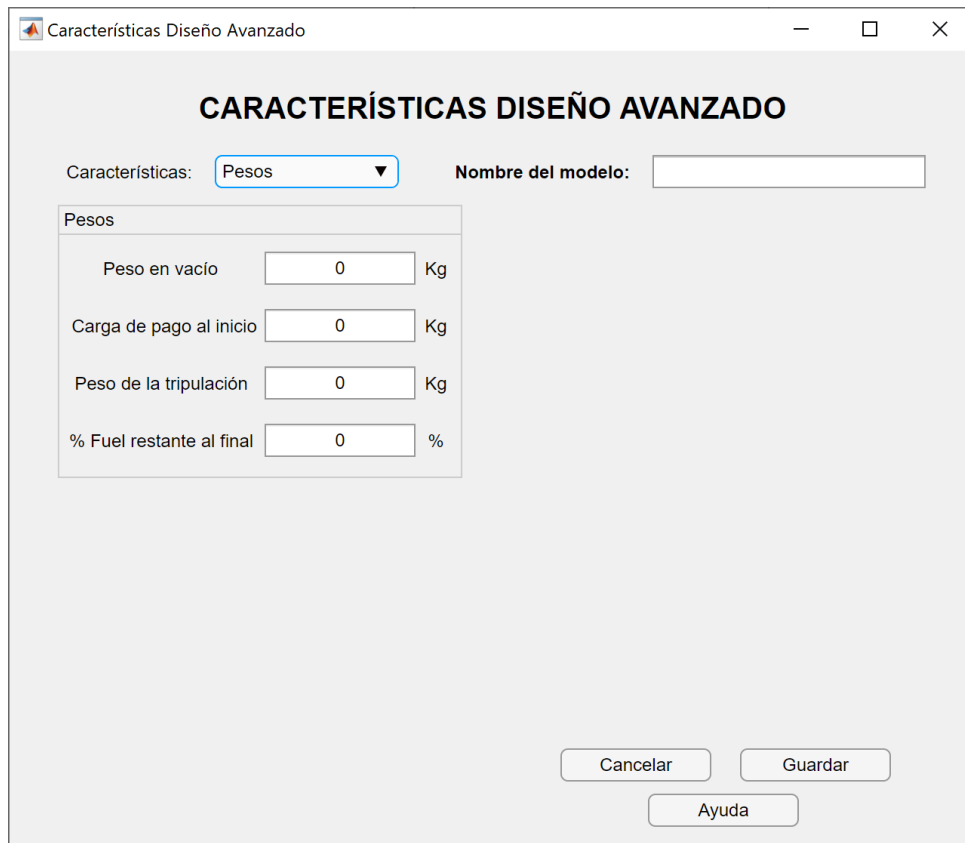 Características Diseño Avanzado
CARACTERÍSTICAS DISEÑO AVANZADO
Características: Pesos Nombre del modelo:
Pesos
Peso en vacío 0 Kg
Carga de pago al inicio 0 Kg
Peso de la tripulación 0 Kg
% Fuel restante al final 0 %
Cancelar Guardar
Ayuda